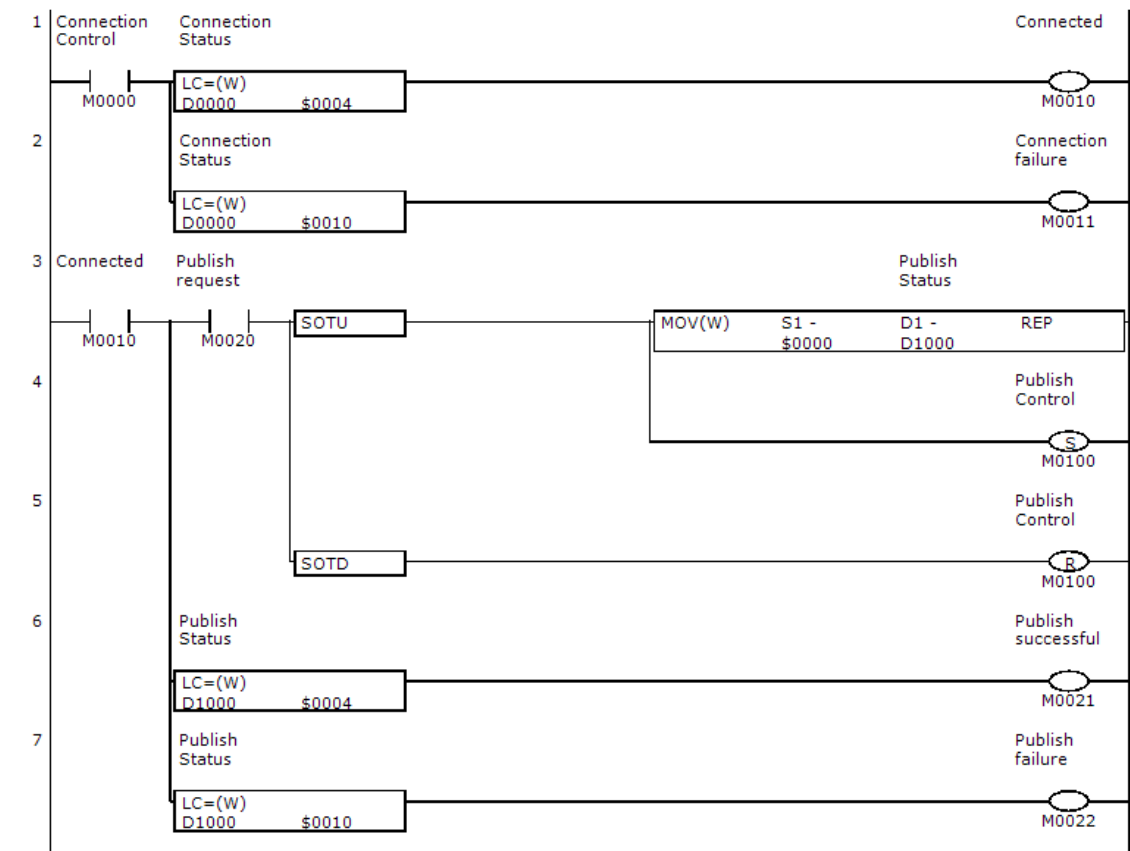 1 Connection Connection Connected
Control Status
LC=(W)
M0000 D0000 $0004 M0010
2 Connection Connection
Status failure
LC=(W)
D0000 $0010 M0011
3 Connected Publish Publish
request Status
SOTU MOV(W) S1 - D1 - REP
M0010 M0020 $0000 D1000
4 Publish
Control
S
M0100
5 Publish
Control
SOTD R
M0100
6 Publish Publish
Status successful
LC=(W)
D1000 $0004 M0021
7 Publish Publish
Status failure
LC=(W)
D1000 $0010 M0022